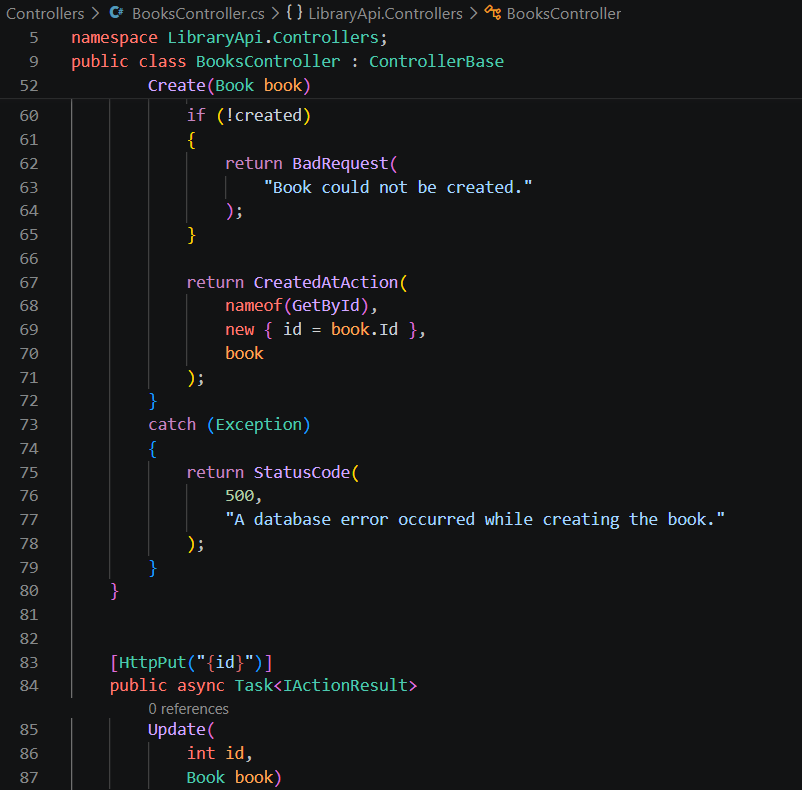 Controllers > BooksController.cs > {} LibraryApi.Controllers > BooksController
5 namespace LibraryApi.Controllers;
9 public class BooksController : ControllerBase
52 Create(Book book)
60 if (!created)
61 {
62 return BadRequest(
63 "Book could not be created."
64 );
65 }
66
67 return CreatedAtAction(
68 nameof(GetById),
69 new { id = book.Id },
70 book
71 );
72 }
73 catch (Exception)
74 {
75 return StatusCode(
76 500,
77 "A database error occurred while creating the book."
78 );
79 }
80 }
81
82
83 [HttpPut("{id}")]
84 public async Task<IActionResult>
0 references
85 Update(
86 int id,
87 Book book)